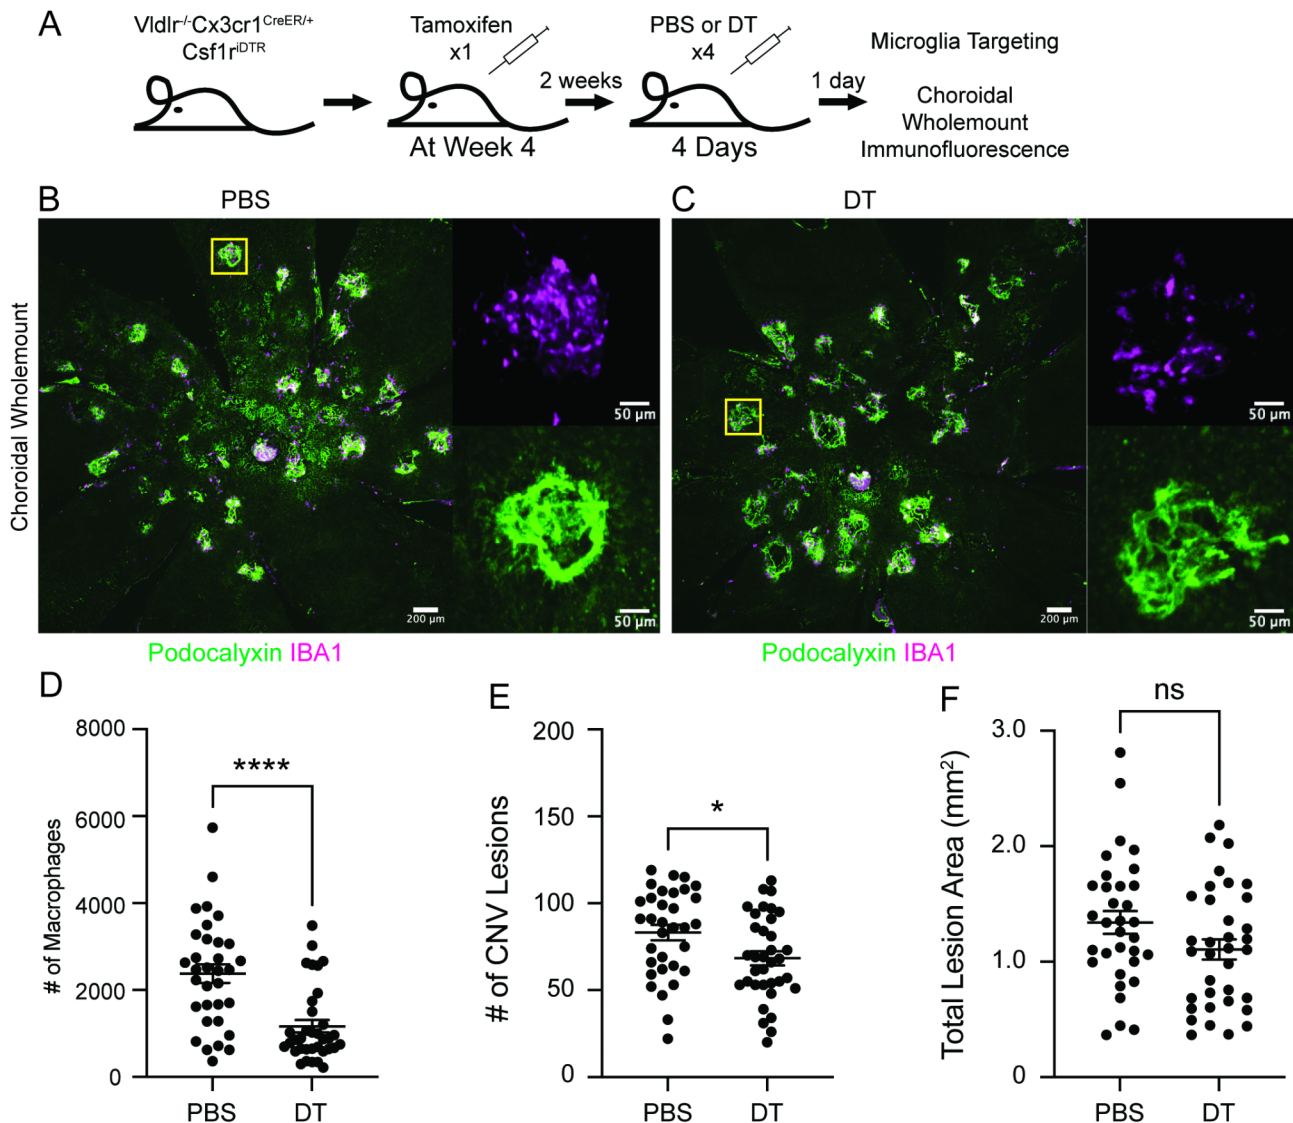 A
Vldlr-/-Cx3cr1CreER/+
Csf1riDTR
Tamoxifen
x1
At Week 4
2 weeks
PBS or DT
x4
4 Days
1 day
Microglia Targeting
Choroidal
Wholemount
Immunofluorescence
B
PBS
C
DT
Choroidal Wholemount
50 µm
50 µm
200 µm
50 µm
50 µm
200 µm
Podocalyxin IBA1
Podocalyxin IBA1
D
# of Macrophages
8000
6000
4000
2000
0
****
PBS
DT
E
# of CNV Lesions
200
150
100
50
0
*
PBS
DT
F
Total Lesion Area (mm²)
3.0
2.0
1.0
0
ns
PBS
DT